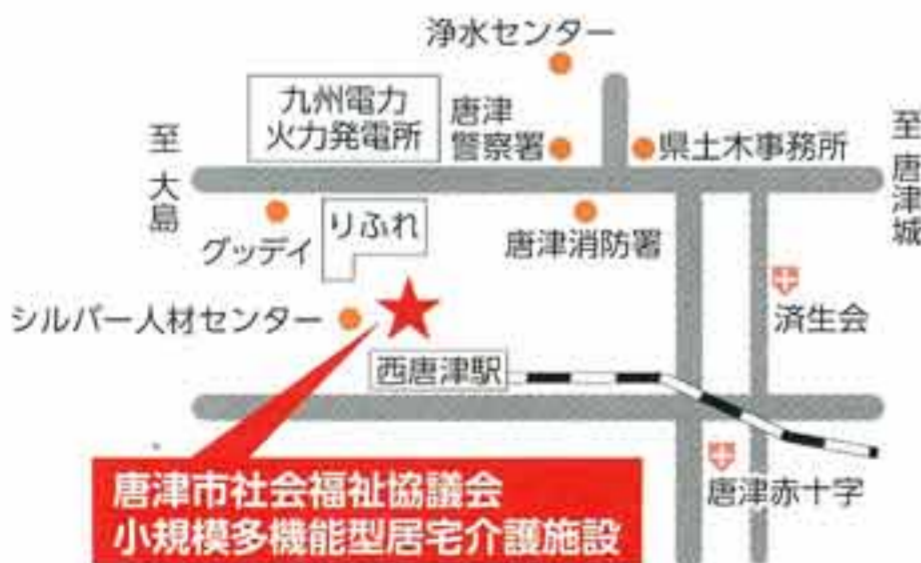 浄水センター
九州電力
火力発電所
唐津
警察署
県土木事務所
至 大島
至 唐津城
グッデイ
りふれ
唐津消防署
済生会
シルバー人材センター
西唐津駅
唐津赤十字
唐津市社会福祉協議会
小規模多機能型居宅介護施設